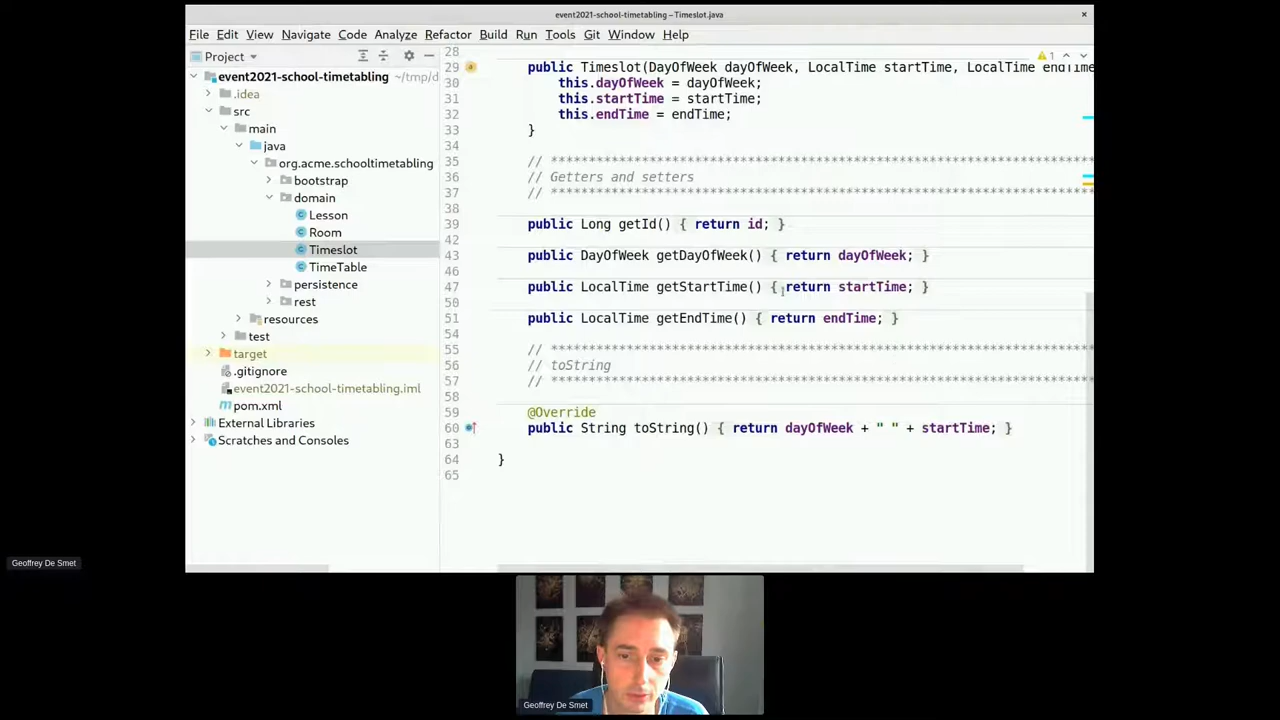 event2021-school-timetabling – Timeslot.java
File Edit View Navigate Code Analyze Refactor Build Run Tools Git Window Help
Project
event2021-school-timetabling ~/tmp/d
.idea
src
main
java
org.acme.schooltimetabling
bootstrap
domain
Lesson
Room
Timeslot
TimeTable
persistence
rest
resources
test
target
.gitignore
event2021-school-timetabling.iml
pom.xml
External Libraries
Scratches and Consoles
1
28
29 public Timeslot(DayOfWeek dayOfWeek, LocalTime startTime, LocalTime endTime
30 this.dayOfWeek = dayOfWeek;
31 this.startTime = startTime;
32 this.endTime = endTime;
33 }
34
35 // **************************************************************************
36 // Getters and setters
37 // **************************************************************************
38
39 public Long getId() { return id; }
42
43 public DayOfWeek getDayOfWeek() { return dayOfWeek; }
46
47 public LocalTime getStartTime() { return startTime; }
50
51 public LocalTime getEndTime() { return endTime; }
54
55 // **************************************************************************
56 // toString
57 // **************************************************************************
58
59 @Override
60 public String toString() { return dayOfWeek + " " + startTime; }
63
64 }
65
Geoffrey De Smet
Geoffrey De Smet